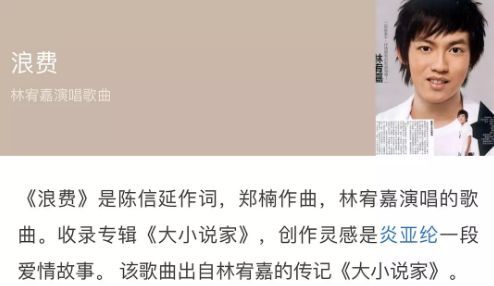 浪费
林宥嘉演唱歌曲
林宥嘉
《浪费》是陈信延作词，郑楠作曲，林宥嘉演唱的歌
曲。收录专辑《大小说家》，创作灵感是炎亚纶一段
爱情故事。 该歌曲出自林宥嘉的传记《大小说家》。